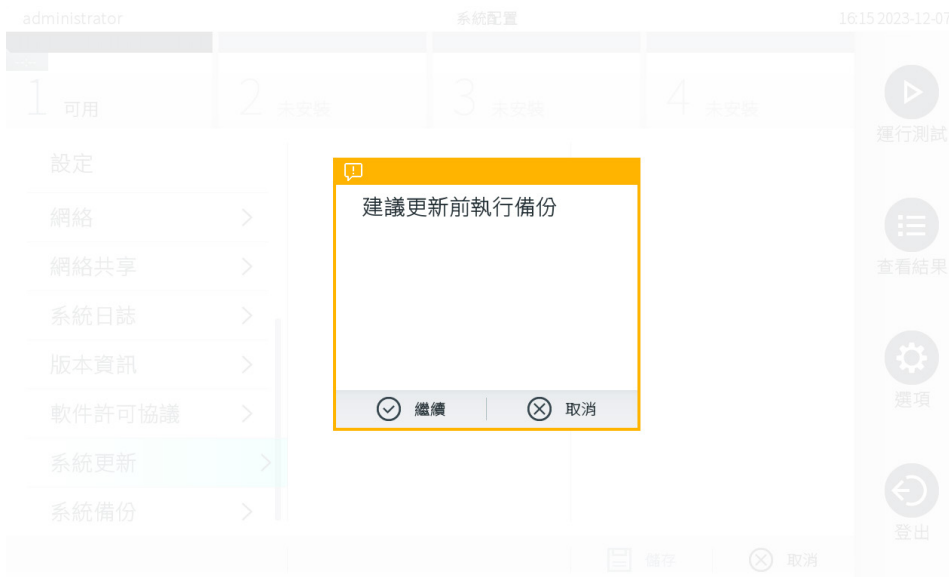 administrator
系統配置
16:15 2023-12-07
1 可用
2 未安裝
3 未安裝
4 未安裝
運行測試
設定
建議更新前執行備份
網絡
網絡共享
查看結果
系統日誌
版本資訊
選項
軟件許可協議
繼續
取消
系統更新
系統備份
登出
儲存
取消